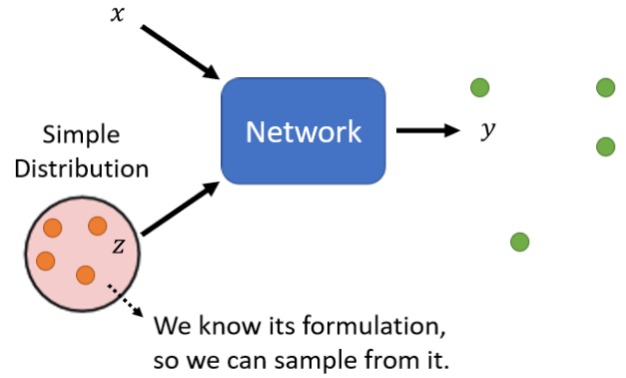 x
Network
y
Simple
Distribution
z
We know its formulation,
so we can sample from it.